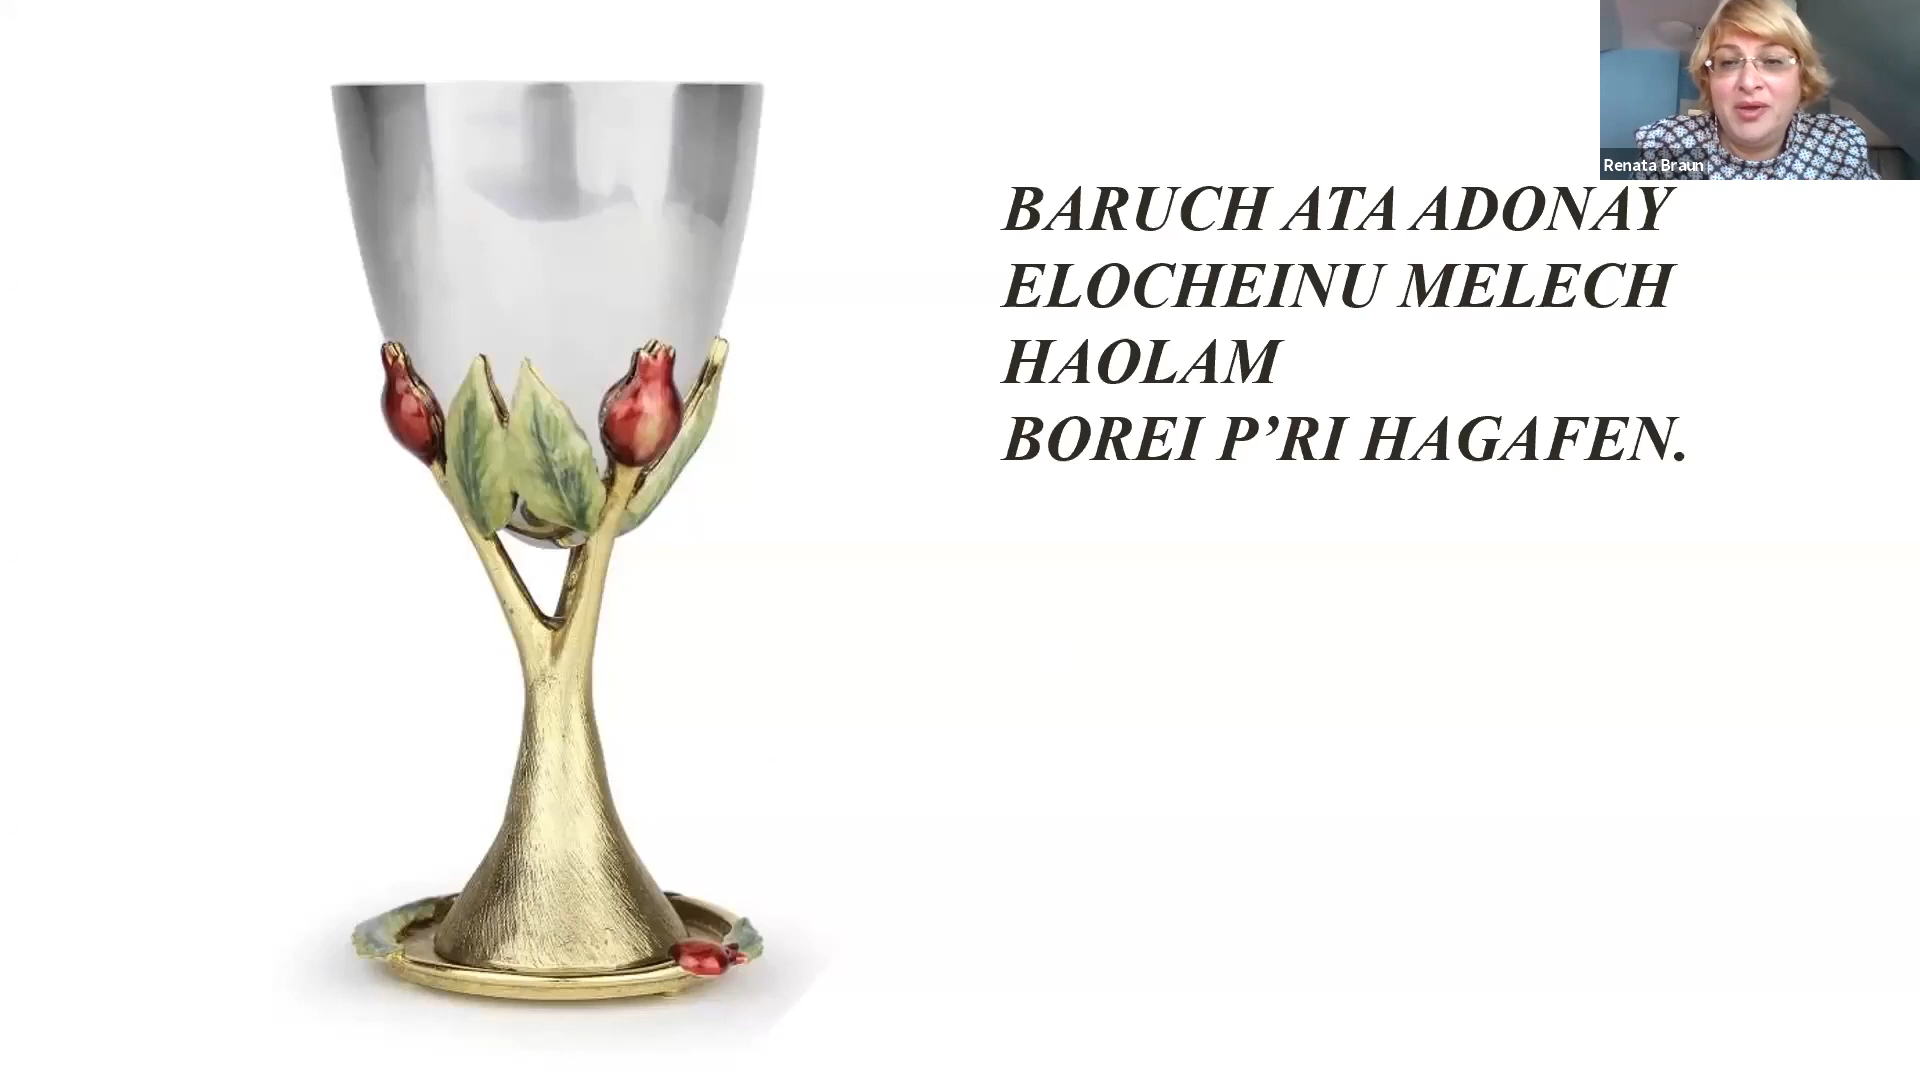 Renata Braun
BARUCH ATA ADONAY
ELOCHEINU MELECH
HAOLAM
BOREI P’RI HAGAFEN.